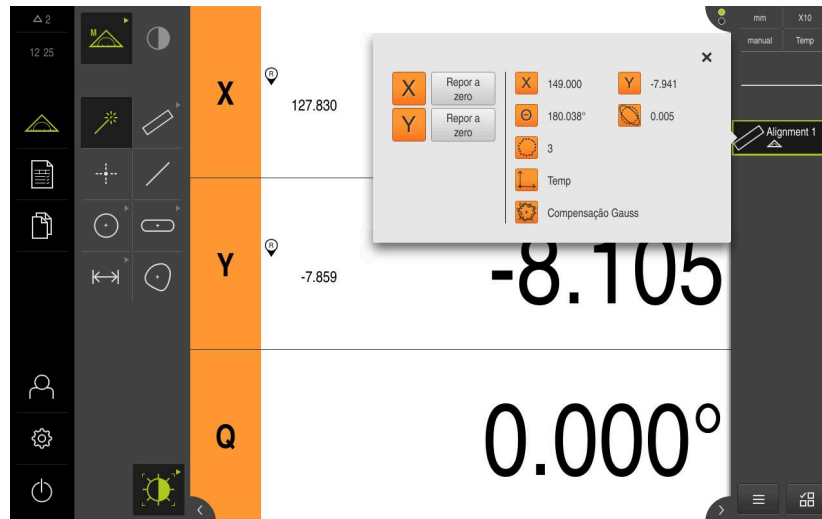 2
12 25
M
X
R
127.830
Y
R
-7.859
-8.105
Q
0.000°
X
Repor a
zero
Y
Repor a
zero
X
149.000
Y
-7.941
Θ
180.038°
0.005
3
Temp
Compensação Gauss
mm
X10
manual
Temp
Alignment 1